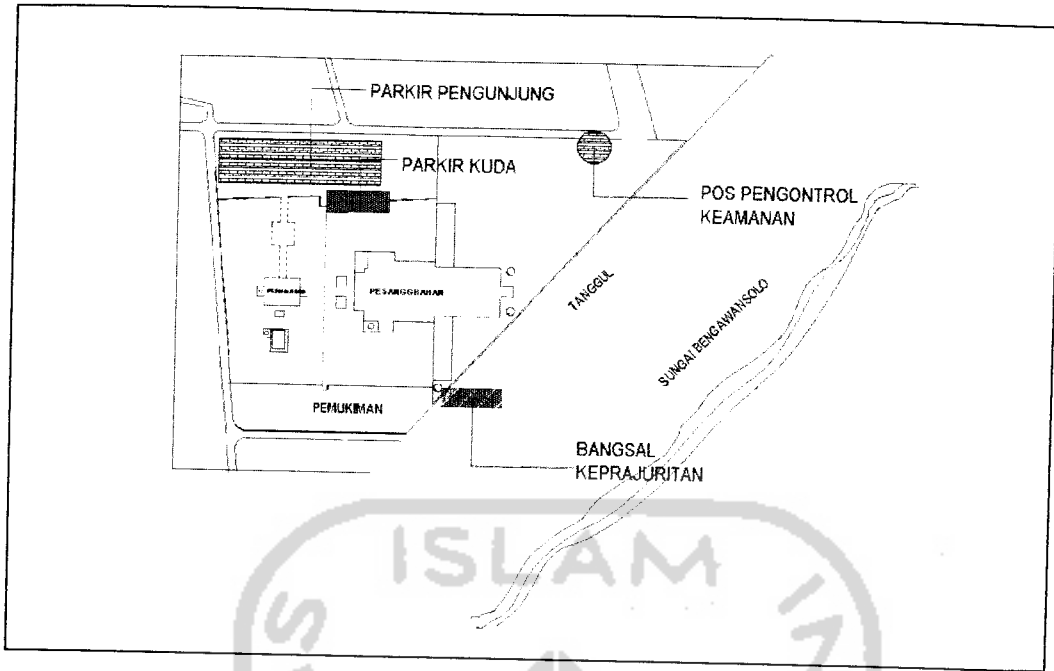 PARKIR PENGUNJUNG
PARKIR KUDA
POS PENGONTROL
KEAMANAN
PESANGGRAHAN
TANGGUL
SUNGAI BENGAWANSOLO
PEMUKIMAN
BANGSAL
KEPRAJURITAN
ISLAM